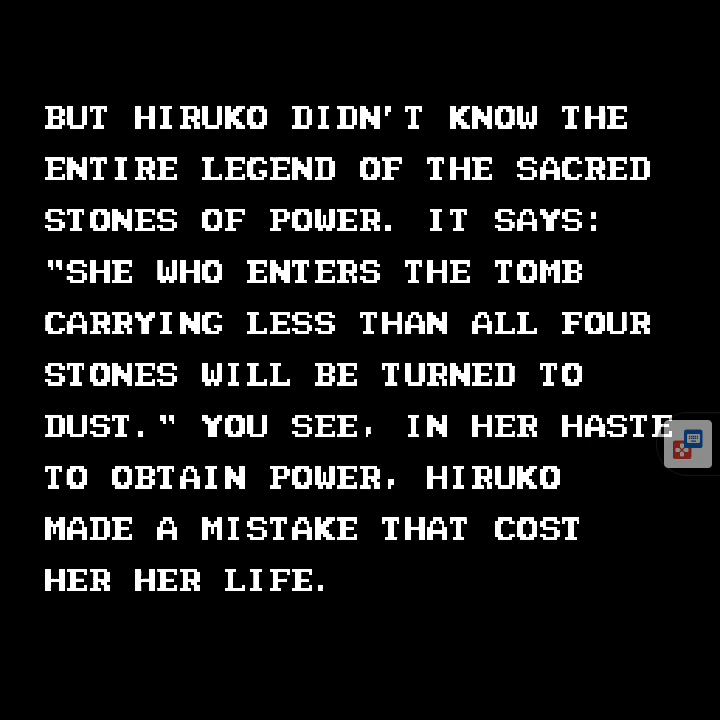 BUT HIRUKO DIDN'T KNOW THE
ENTIRE LEGEND OF THE SACRED
STONES OF POWER. IT SAYS:
"SHE WHO ENTERS THE TOMB
CARRYING LESS THAN ALL FOUR
STONES WILL BE TURNED TO
DUST." YOU SEE, IN HER HASTE
TO OBTAIN POWER, HIRUKO
MADE A MISTAKE THAT COST
HER HER LIFE.